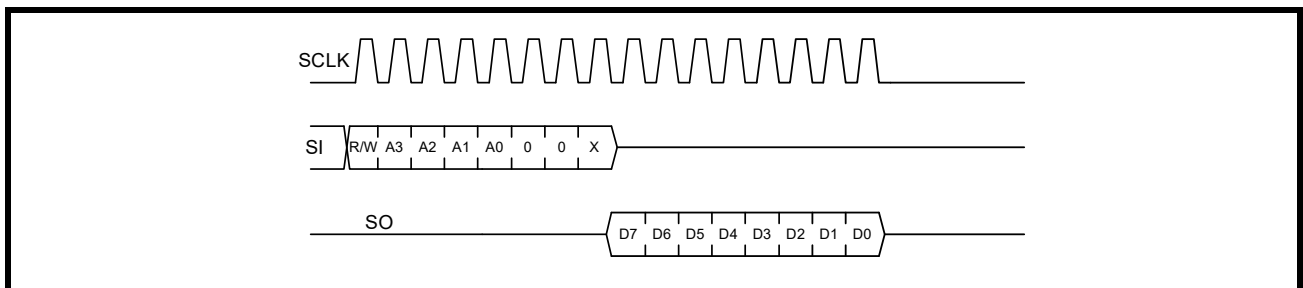 SCLK
SI R/W A3 A2 A1 A0 0 0 X
SO
D7 D6 D5 D4 D3 D2 D1 D0